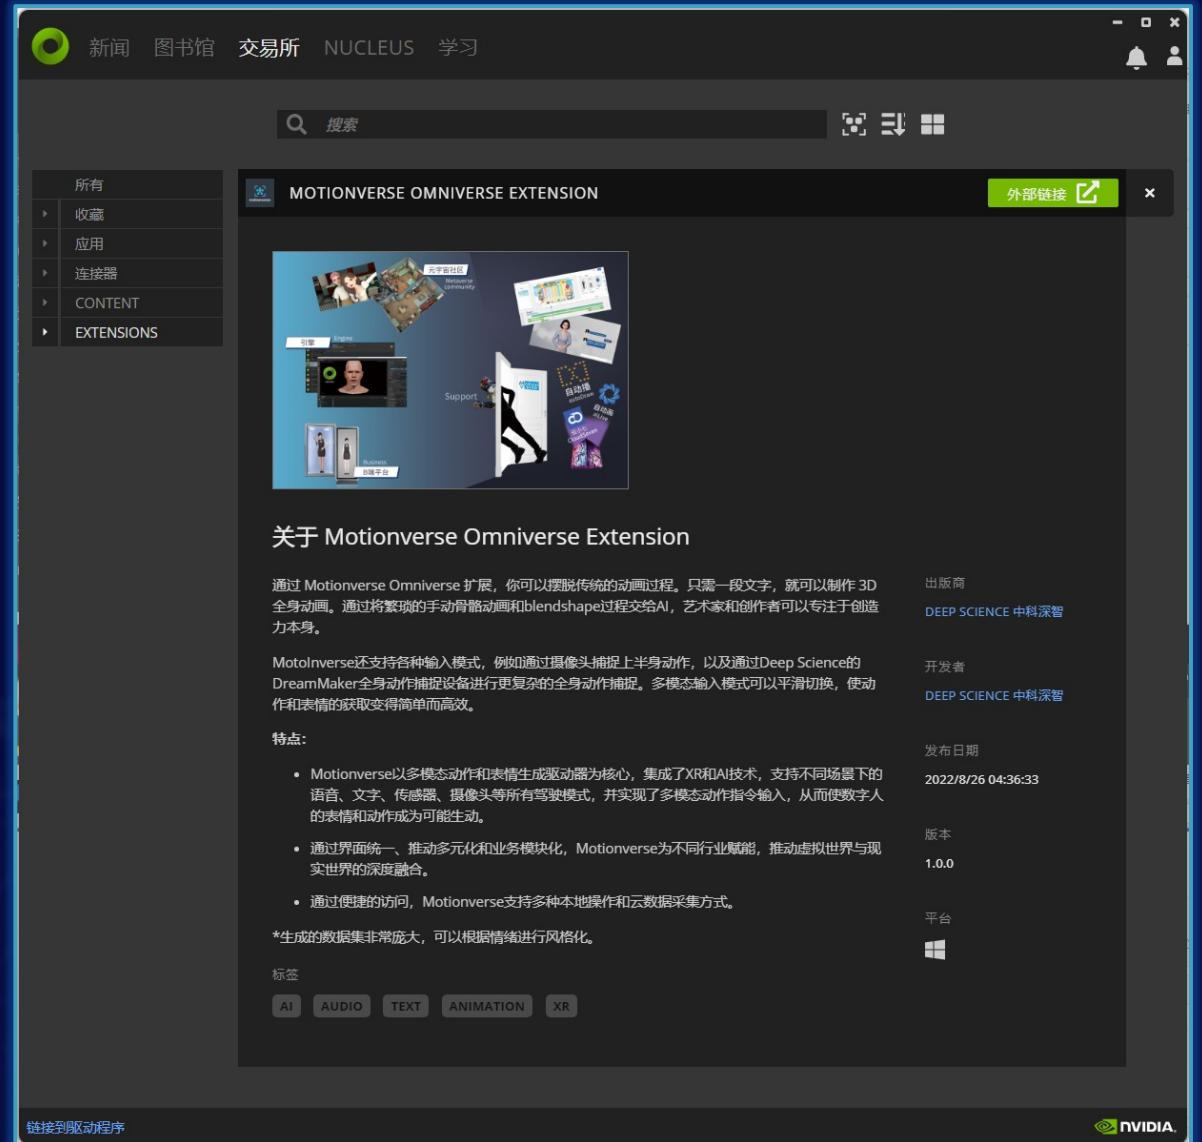 新闻 图书馆 交易所 NUCLEUS 学习
搜索
所有
收藏
应用
连接器
CONTENT
EXTENSIONS
MOTIONVERSE OMNIVERSE EXTENSION
外部链接
元宇宙社区
Metaverse
community
引擎
Engine
Support
自动播
autoDraw
自动画
AiLive
Business
B端平台
关于 Motionverse Omniverse Extension
通过 Motionverse Omniverse 扩展，你可以摆脱传统的动画过程。只需一段文字，就可以制作 3D
全身动画。通过将繁琐的手动骨骼动画和blendshape过程交给AI，艺术家和创作者可以专注于创造
力本身。
MotoInverse还支持各种输入模式，例如通过摄像头捕捉上半身动作，以及通过Deep Science的
DreamMaker全身动作捕捉设备进行更复杂的全身动作捕捉。多模态输入模式可以平滑切换，使动
作和表情的获取变得简单而高效。
特点:
• Motionverse以多模态动作和表情生成驱动器为核心，集成了XR和AI技术，支持不同场景下的
语音、文字、传感器、摄像头等所有驾驶模式，并实现了多模态动作指令输入，从而使数字人
的表情和动作成为可能生动。
• 通过界面统一、推动多元化和业务模块化，Motionverse为不同行业赋能，推动虚拟世界与现
实世界的深度融合。
• 通过便捷的访问，Motionverse支持多种本地操作和云数据采集方式。
*生成的数据集非常庞大，可以根据情绪进行风格化。
标签
AI AUDIO TEXT ANIMATION XR
出版商
DEEP SCIENCE 中科深智
开发者
DEEP SCIENCE 中科深智
发布日期
2022/8/26 04:36:33
版本
1.0.0
平台
链接到驱动程序
NVIDIA.